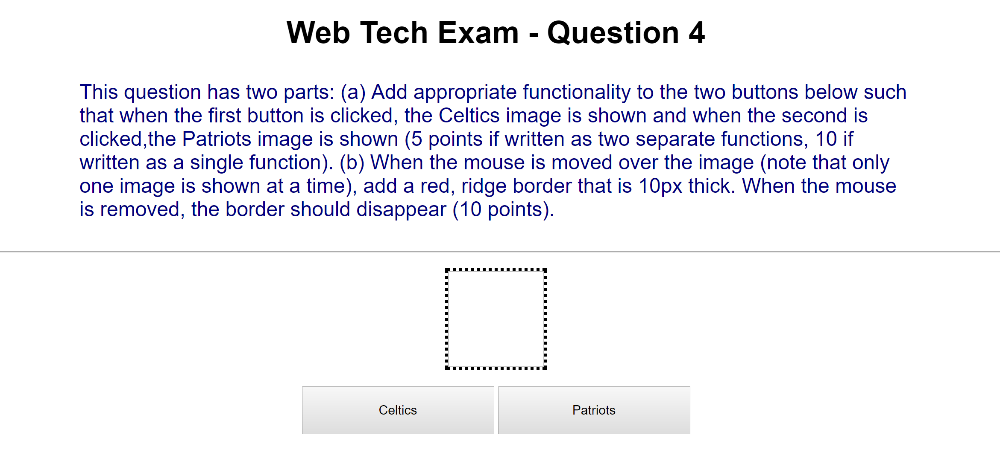 Web Tech Exam - Question 4
This question has two parts: (a) Add appropriate functionality to the two buttons below such
that when the first button is clicked, the Celtics image is shown and when the second is
clicked,the Patriots image is shown (5 points if written as two separate functions, 10 if
written as a single function). (b) When the mouse is moved over the image (note that only
one image is shown at a time), add a red, ridge border that is 10px thick. When the mouse
is removed, the border should disappear (10 points).
Celtics
Patriots